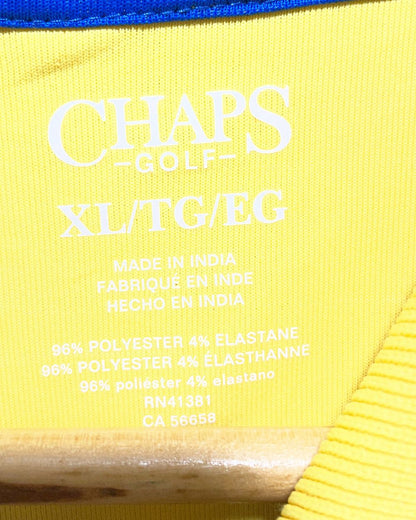 CHAPS
-GOLF-
XL/TG/EG
MADE IN INDIA
FABRIQUÉ EN INDE
HECHO EN INDIA
96% POLYESTER 4% ELASTANE
96% POLYESTER 4% ÉLASTHANNE
96% poliéster 4% elastano
RN41381
CA 56658